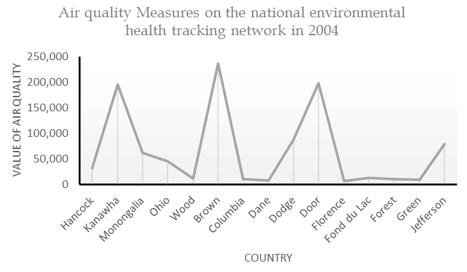 Air quality Measures on the national environmental
health tracking network in 2004
VALUE OF AIRQUALITY
250,000
200,000
150,000
100,000
50,000
0
Hancock
Kanawha
Monongalia
Ohio
Wood
Brown
Columbia
Dane
Dodge
Door
Florence
Fond du Lac
Forest
Green
Jefferson
COUNTRY